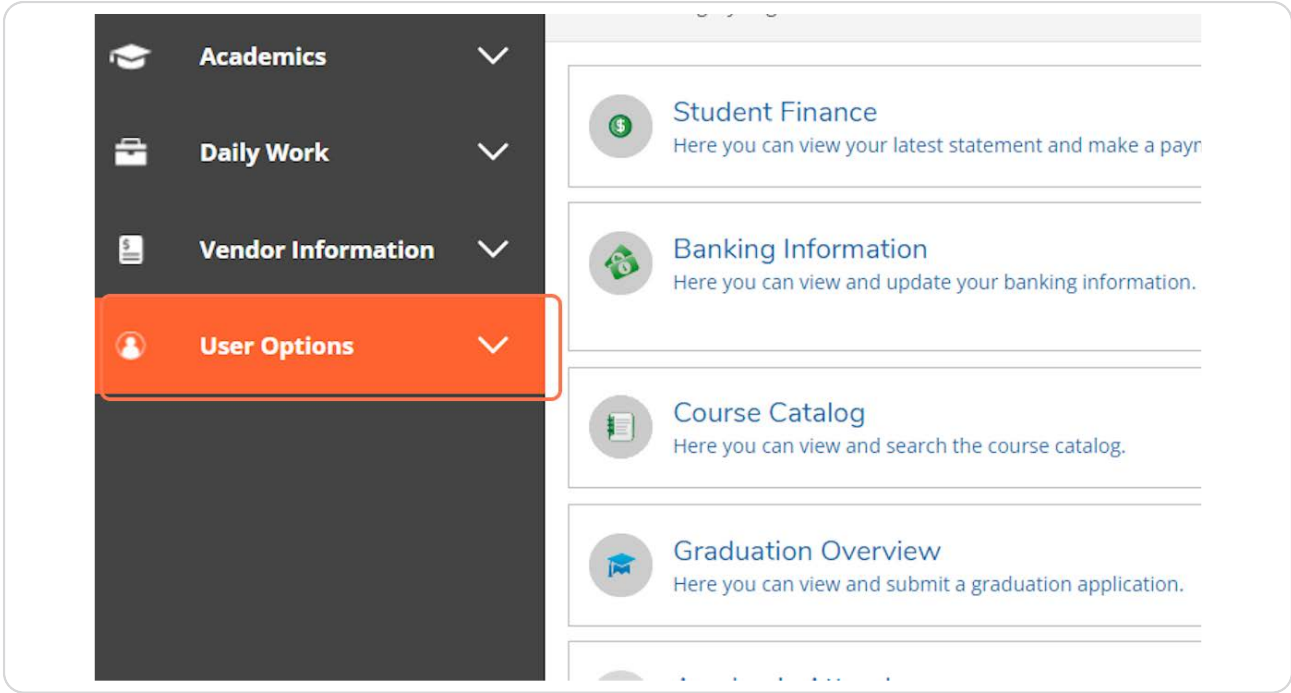 Academics
Daily Work
Vendor Information
User Options
Student Finance
Here you can view your latest statement and make a
Banking Information
Here you can view and update your banking information.
Course Catalog
Here you can view and search the course catalog.
Graduation Overview
Here you can view and submit a graduation application.